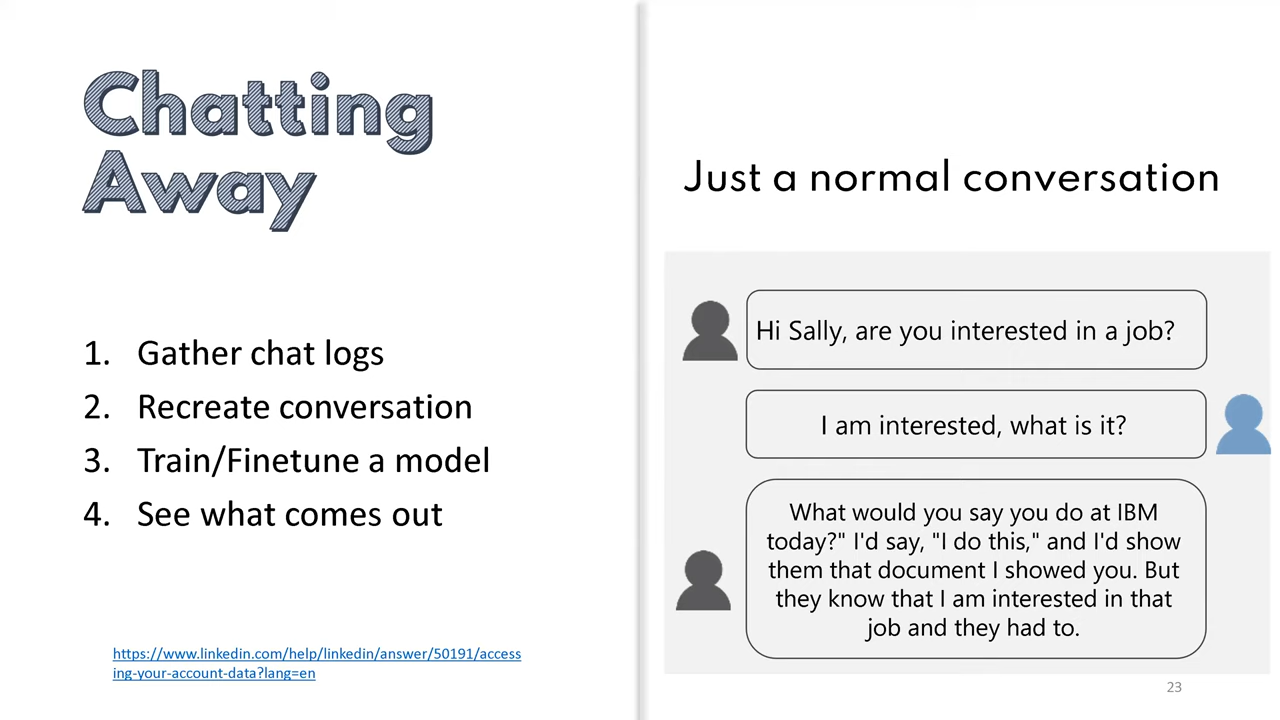 Chatting
Away
1. Gather chat logs
2. Recreate conversation
3. Train/Finetune a model
4. See what comes out
https://www.linkedin.com/help/linkedin/answer/50191/access
ing-your-account-data?lang=en
Just a normal conversation
Hi Sally, are you interested in a job?
I am interested, what is it?
What would you say you do at IBM
today?" I'd say, "I do this," and I'd show
them that document I showed you. But
they know that I am interested in that
job and they had to.
23